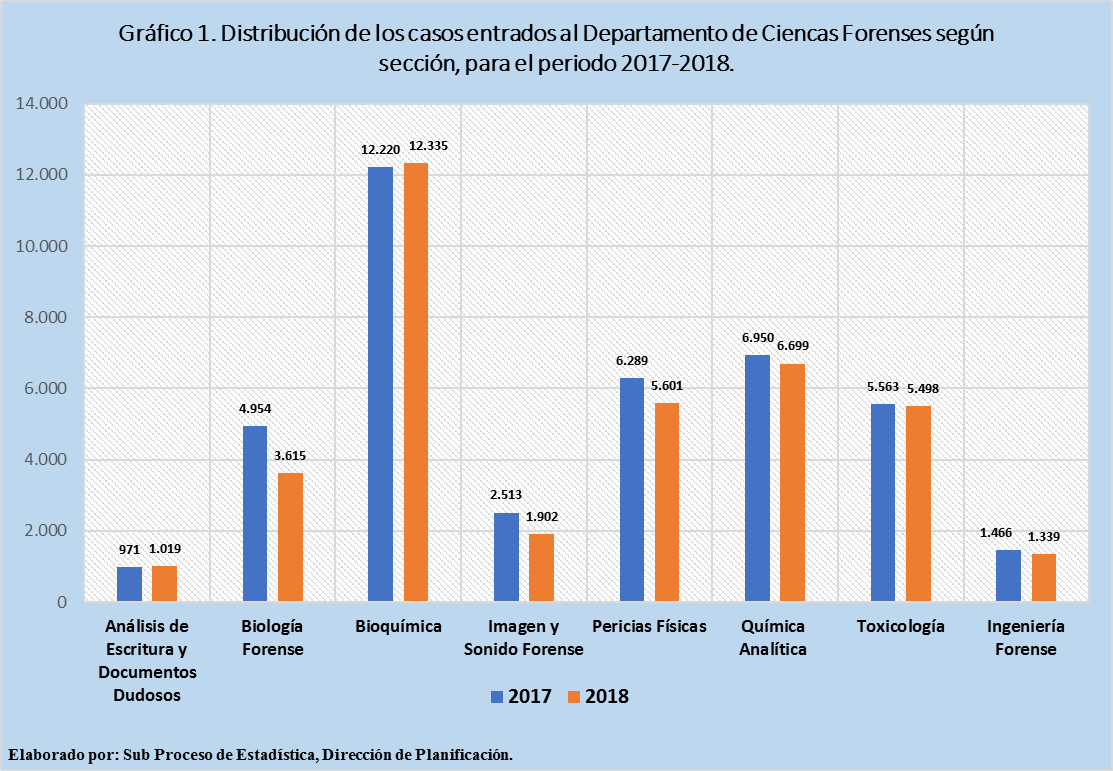 Gráfico 1. Distribución de los casos entrados al Departamento de Ciencas Forenses según
sección, para el periodo 2017-2018.
14.000
12.000
10.000
8.000
6.000
4.000
2.000
0
971 1.019
4.954
3.615
12.220 12.335
2.513
1.902
6.289
5.601
6.950
6.699
5.563 5.498
1.466 1.339
Análisis de
Escritura y
Documentos
Dudosos
Biología
Forense
Bioquímica
Imagen y
Sonido Forense
Pericias Físicas
Química
Analítica
Toxicología
Ingeniería
Forense
2017 2018
Elaborado por: Sub Proceso de Estadística, Dirección de Planificación.